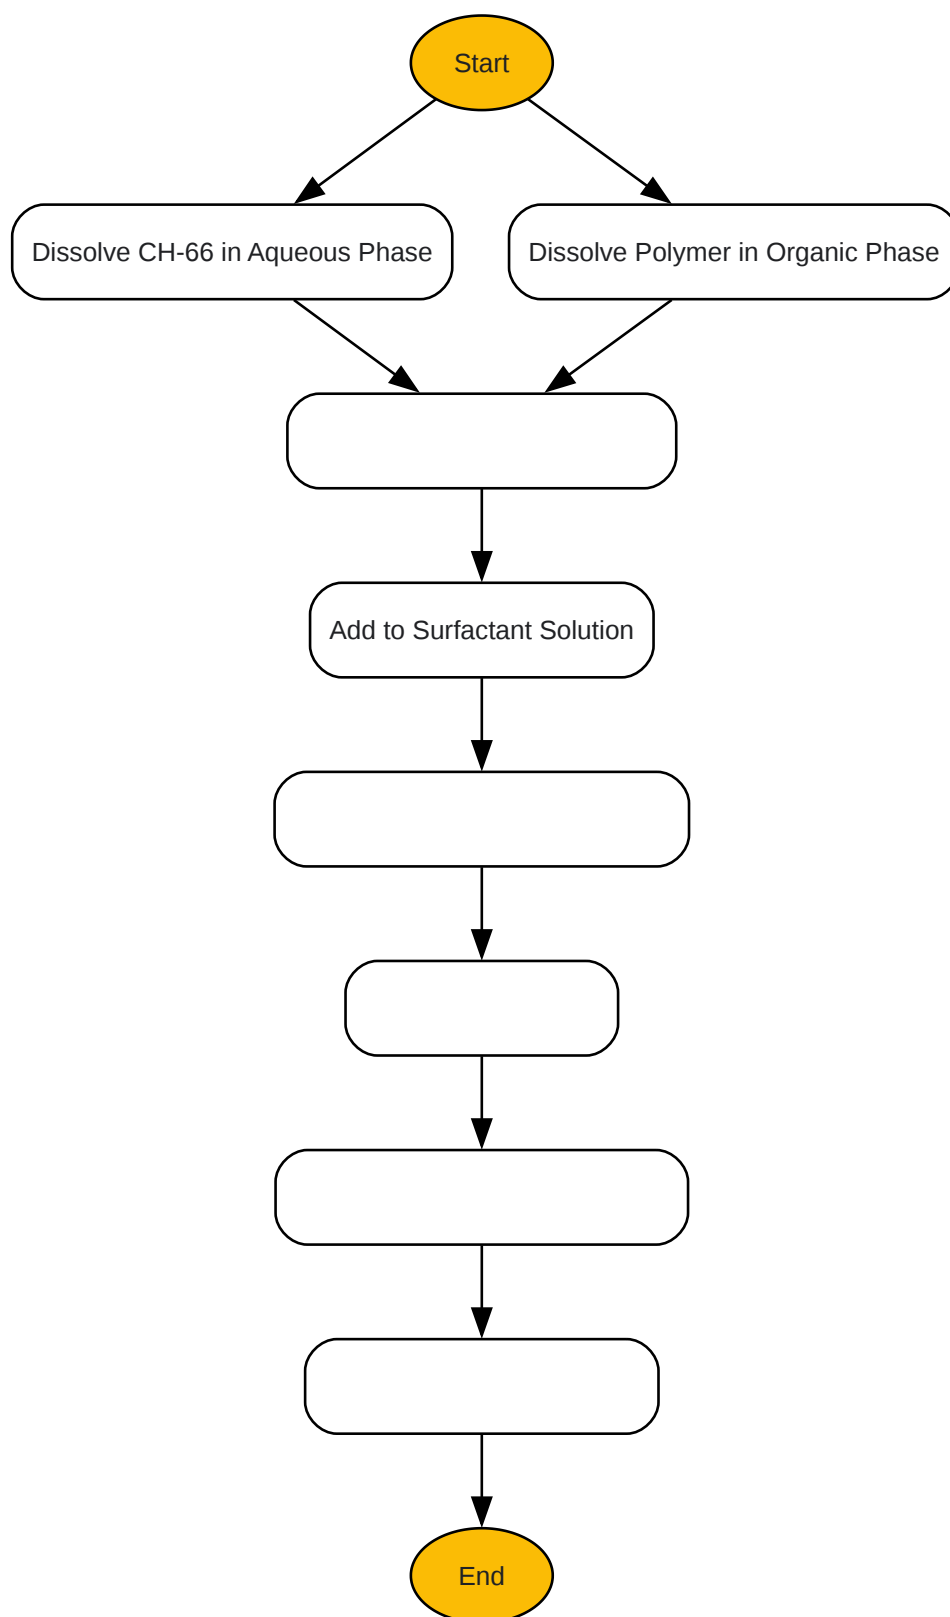 Start
Dissolve CH-66 in Aqueous Phase
Dissolve Polymer in Organic Phase
Add to Surfactant Solution
End